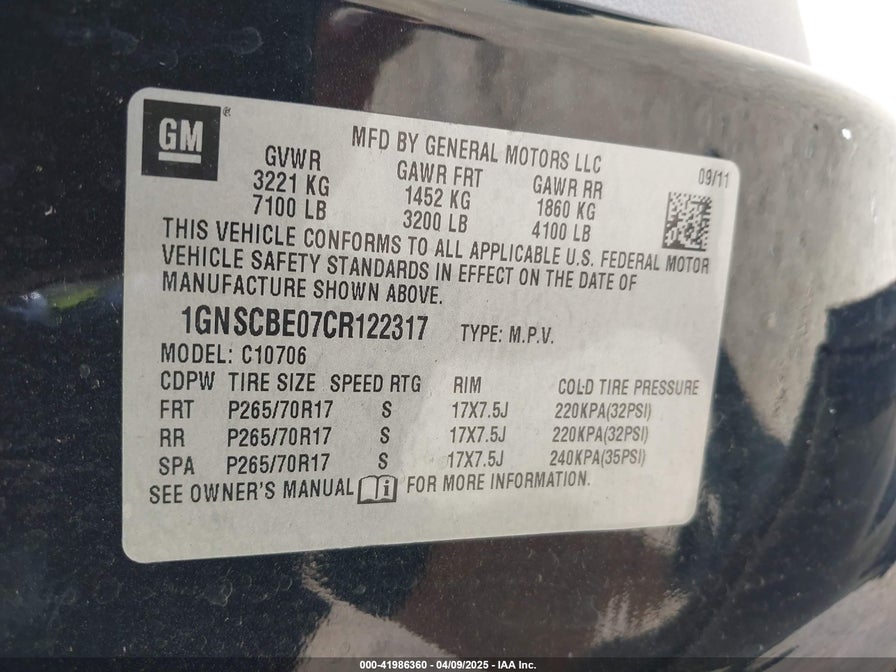 GM®
MFD BY GENERAL MOTORS LLC
09/11
GVWR GAWR FRT GAWR RR
3221 KG 1452 KG 1860 KG
7100 LB 3200 LB 4100 LB
THIS VEHICLE CONFORMS TO ALL APPLICABLE U.S. FEDERAL MOTOR
VEHICLE SAFETY STANDARDS IN EFFECT ON THE DATE OF
MANUFACTURE SHOWN ABOVE.
1GNSCBE07CR122317 TYPE: M.P.V.
MODEL: C10706
CDPW TIRE SIZE SPEED RTG RIM COLD TIRE PRESSURE
FRT P265/70R17 S 17X7.5J 220KPA(32PSI)
RR P265/70R17 S 17X7.5J 220KPA(32PSI)
SPA P265/70R17 S 17X7.5J 240KPA(35PSI)
SEE OWNER'S MANUAL FOR MORE INFORMATION.
000-41986360 - 04/09/2025 - IAA Inc.